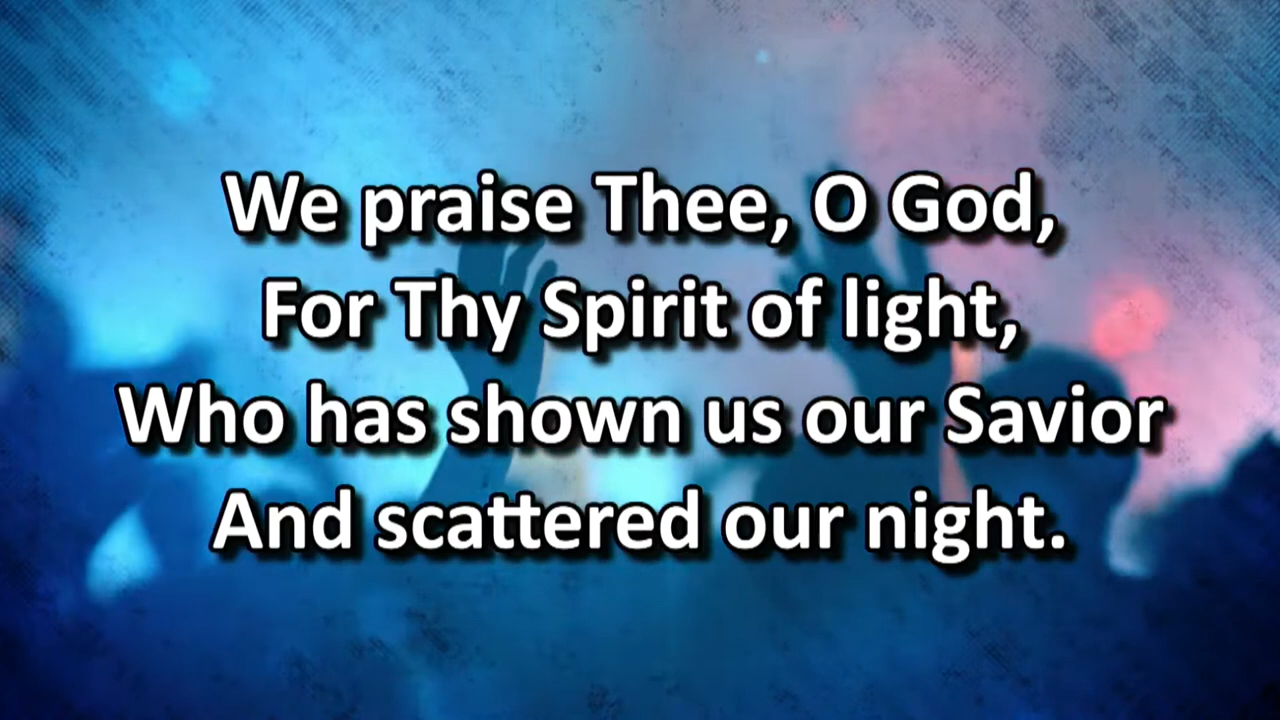 We praise Thee, O God,
For Thy Spirit of light,
Who has shown us our Savior
And scattered our night.